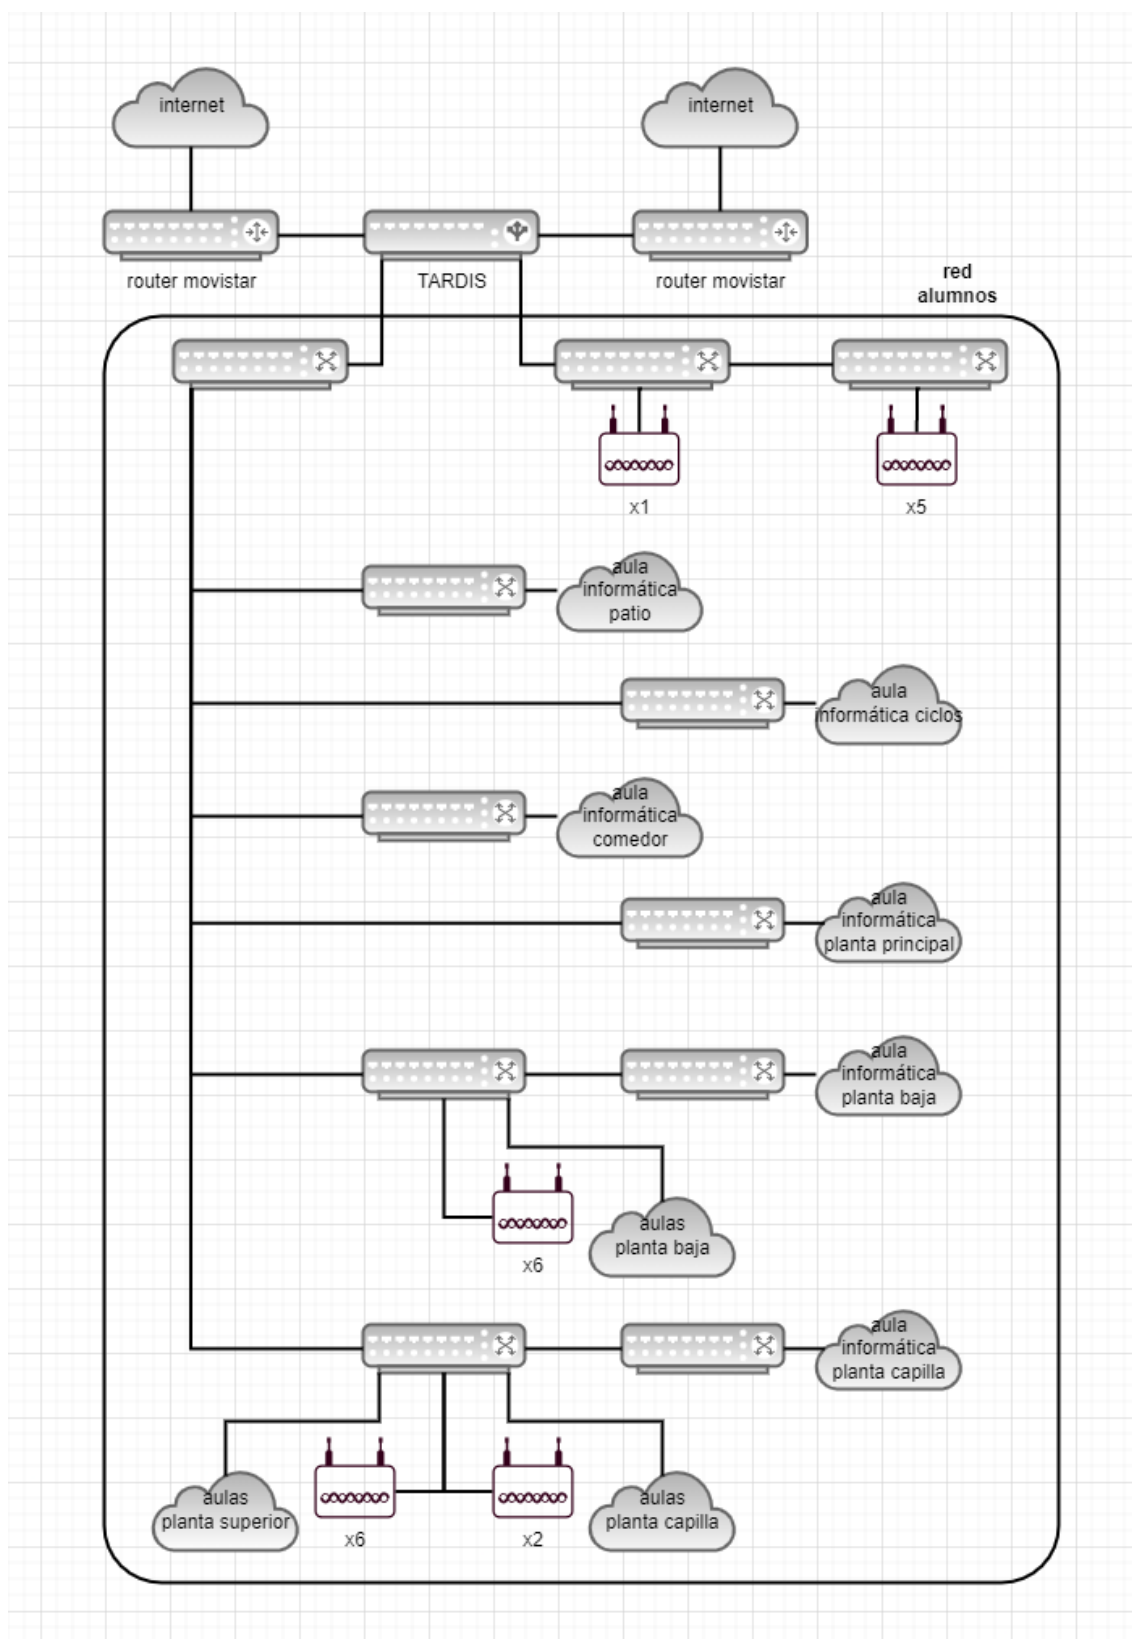 internet
internet
router movistar
TARDIS
router movistar
red
alumnos
x1
x5
aula
informática
patio
aula
informática ciclos
aula
informática
comedor
aula
informática
planta principal
aula
informática
planta baja
x6
aulas
planta baja
aula
informática
planta capilla
aulas
planta superior
x6
x2
aulas
planta capilla